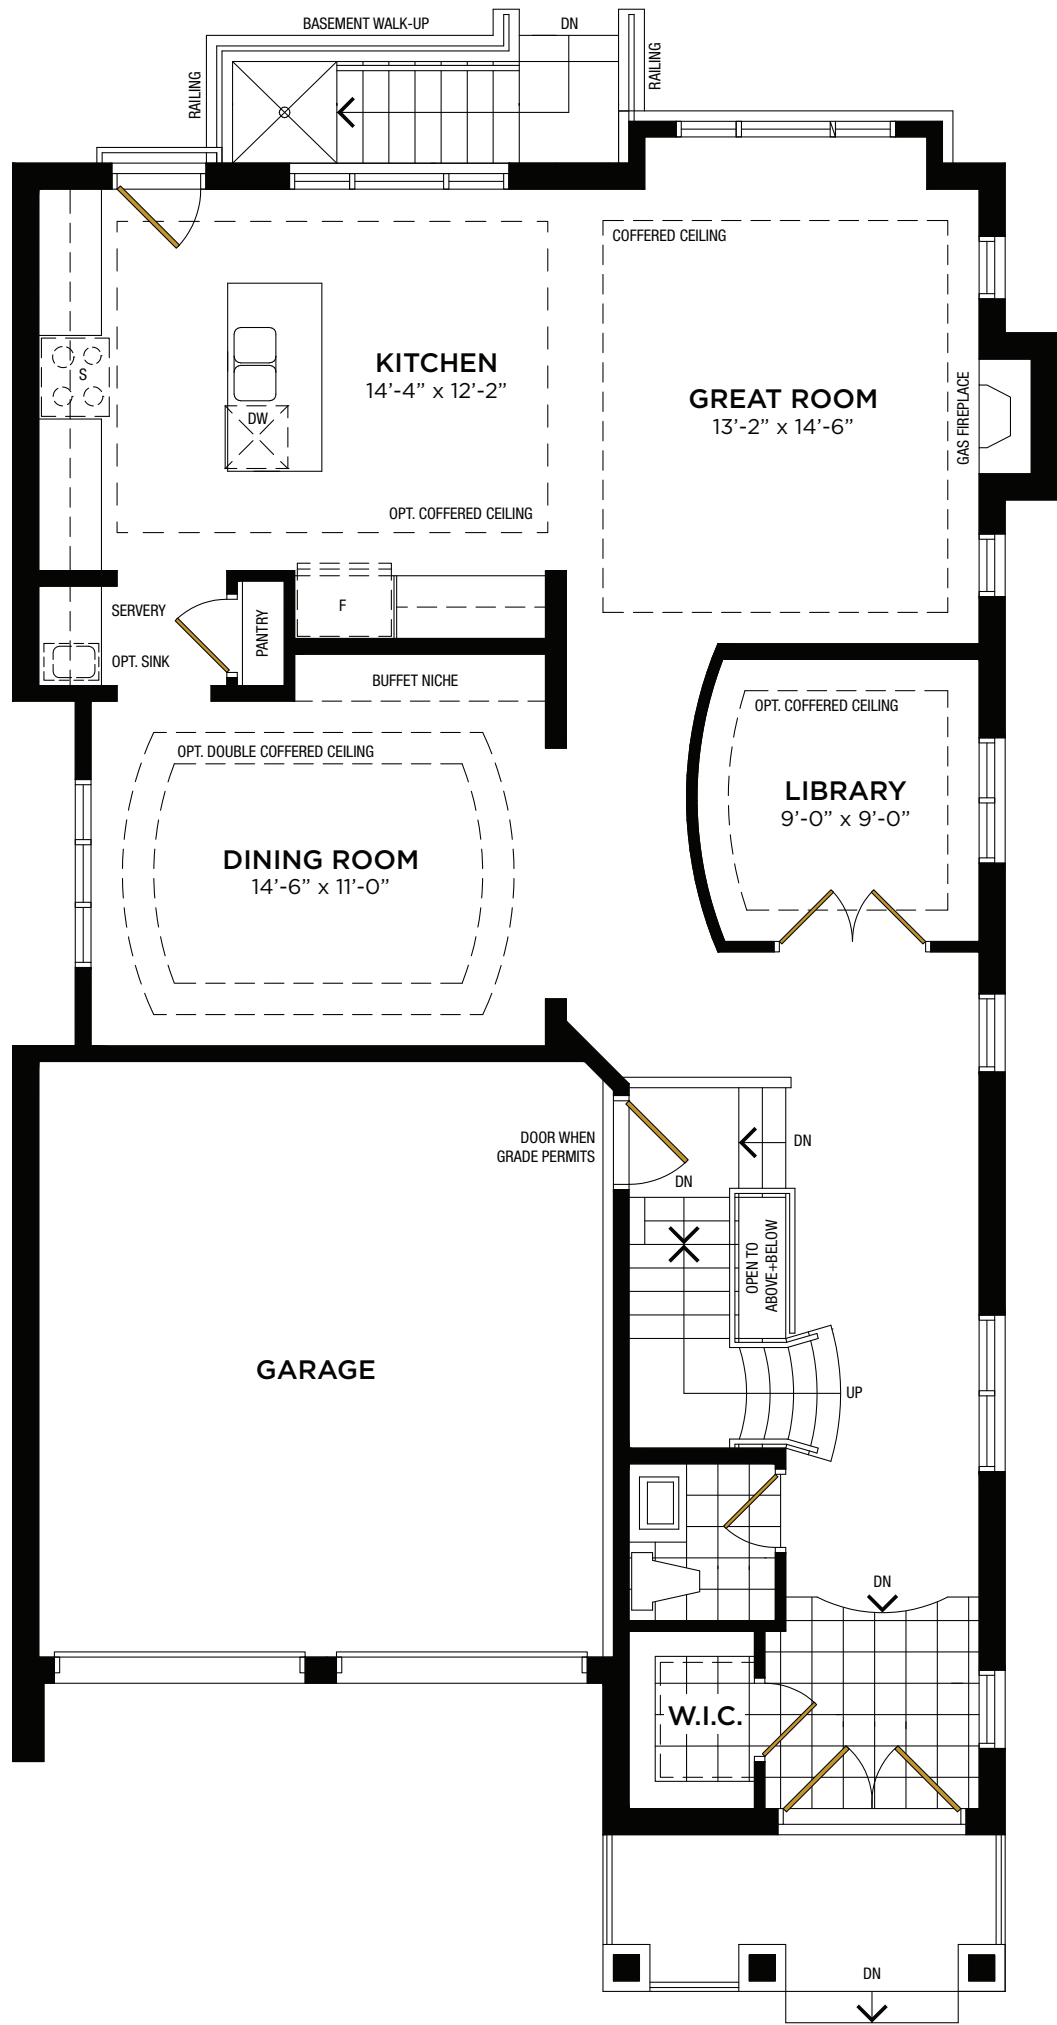 BASEMENT WALK-UP
DN
RAILING
RAILING
COFFERED CEILING
KITCHEN
14’-4” x 12’-2”
S
DW
GREAT ROOM
13’-2” x 14’-6”
GAS FIREPLACE
OPT. COFFERED CEILING
SERVERY
PANTRY
F
OPT. SINK
BUFFET NICHE
OPT. COFFERED CEILING
OPT. DOUBLE COFFERED CEILING
LIBRARY
9’-0” x 9’-0”
DINING ROOM
14’-6” x 11’-0”
DOOR WHEN
GRADE PERMITS
DN
DN
OPEN TO
ABOVE+BELOW
GARAGE
UP
DN
W.I.C.
DN